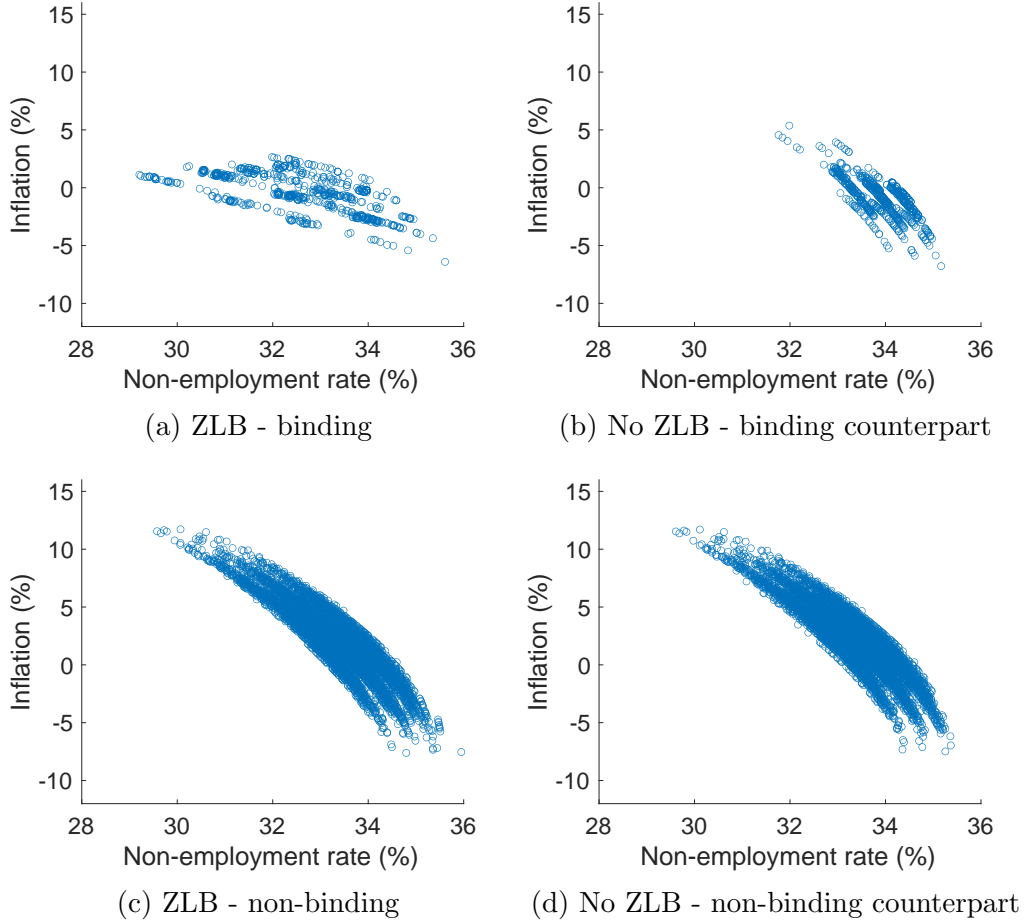 15
10
5
0
-5
-10
Inflation (%)
28 30 32 34 36
Non-employment rate (%)
(a) ZLB - binding
15
10
5
0
-5
-10
Inflation (%)
28 30 32 34 36
Non-employment rate (%)
(b) No ZLB - binding counterpart
15
10
5
0
-5
-10
Inflation (%)
28 30 32 34 36
Non-employment rate (%)
(c) ZLB - non-binding
15
10
5
0
-5
-10
Inflation (%)
28 30 32 34 36
Non-employment rate (%)
(d) No ZLB - non-binding counterpart